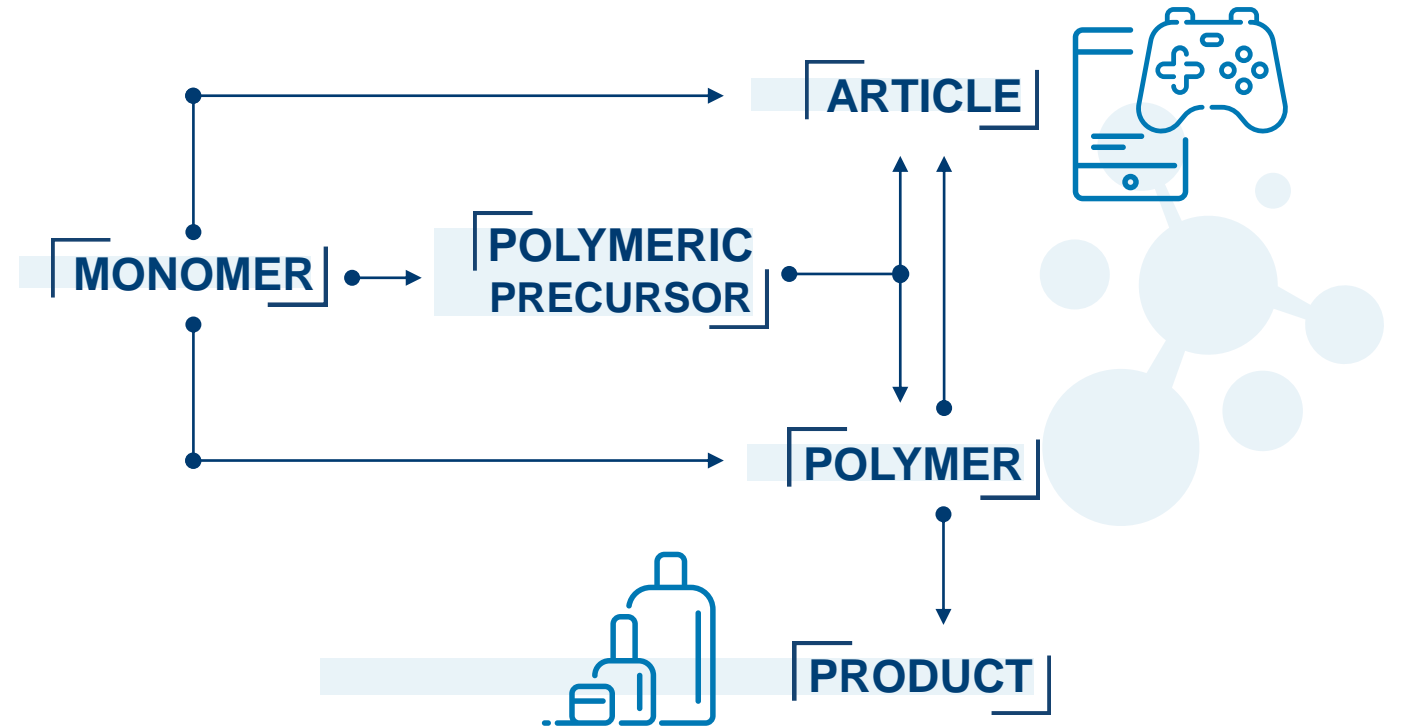 ARTICLE
MONOMER
POLYMERIC
PRECURSOR
POLYMER
PRODUCT